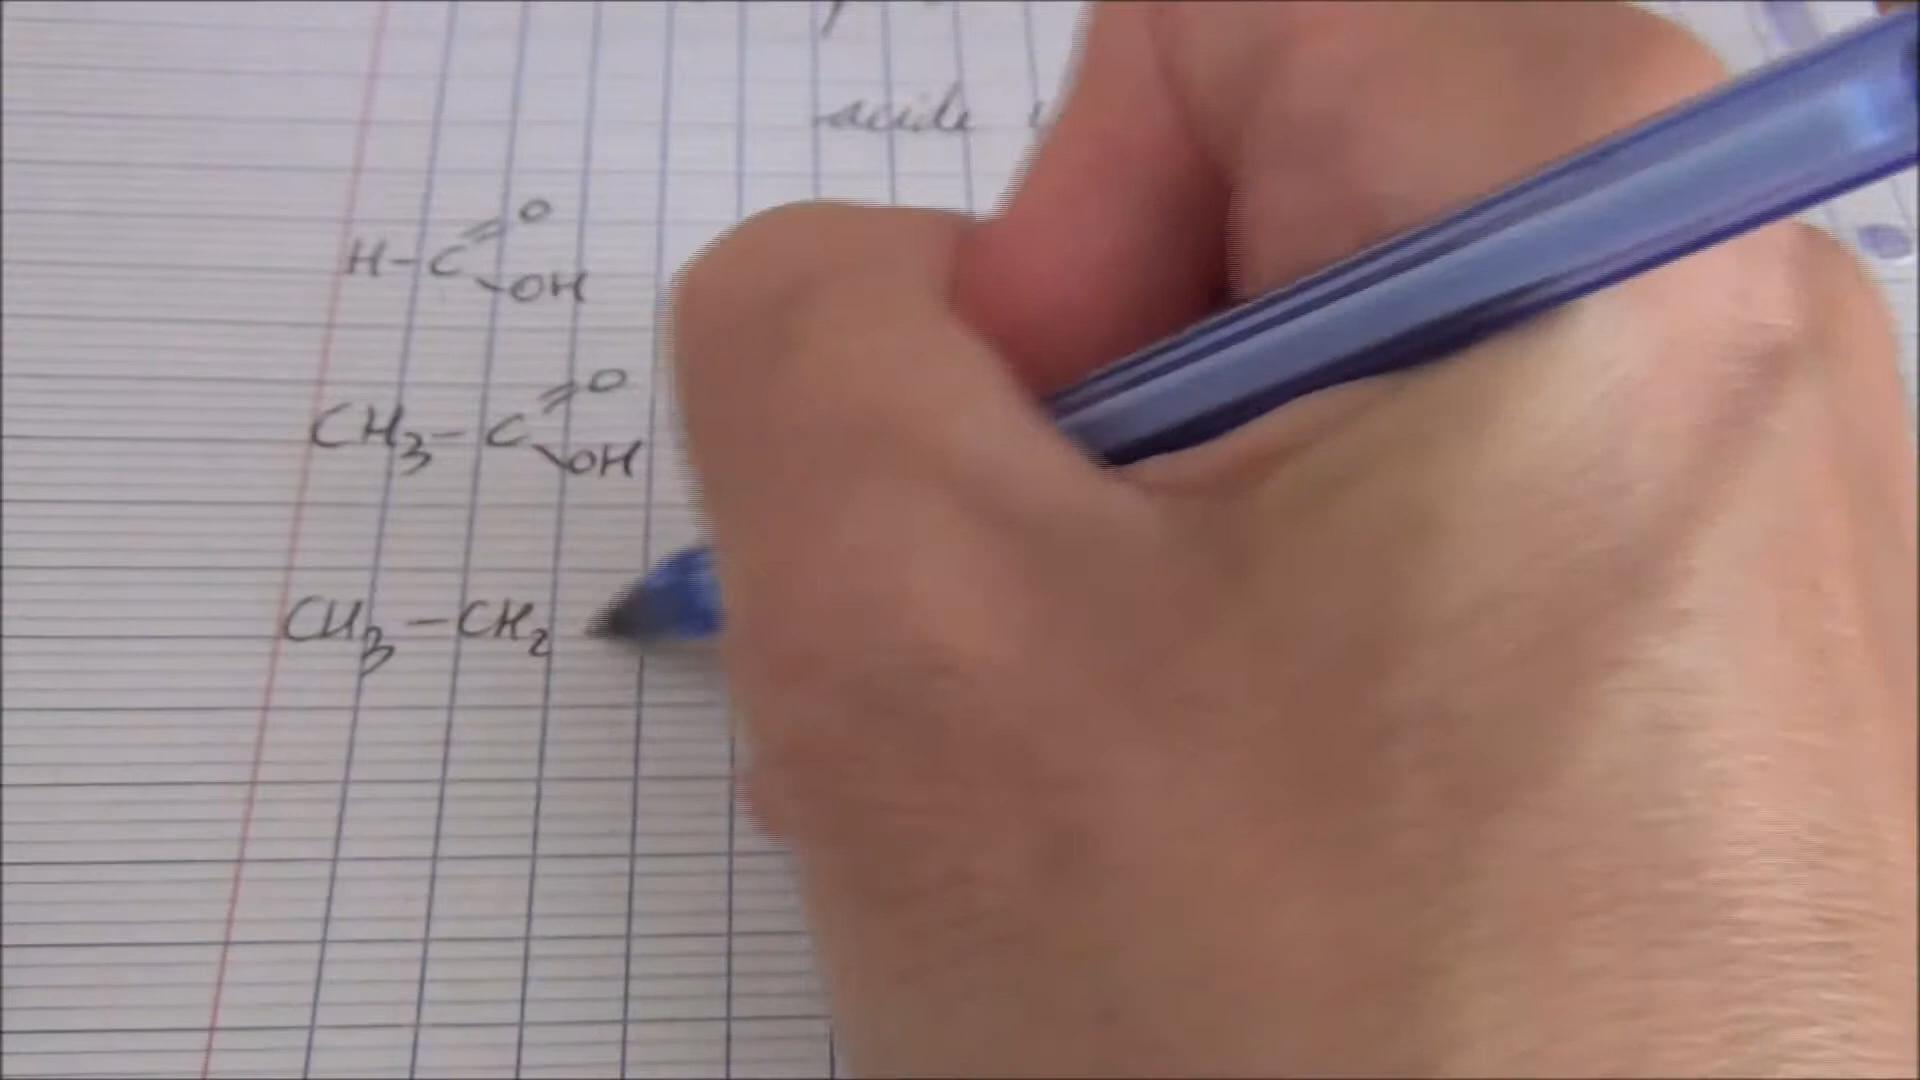 acide
H-C=O
-OH
CH3-C=O
-OH
CH3-CH2